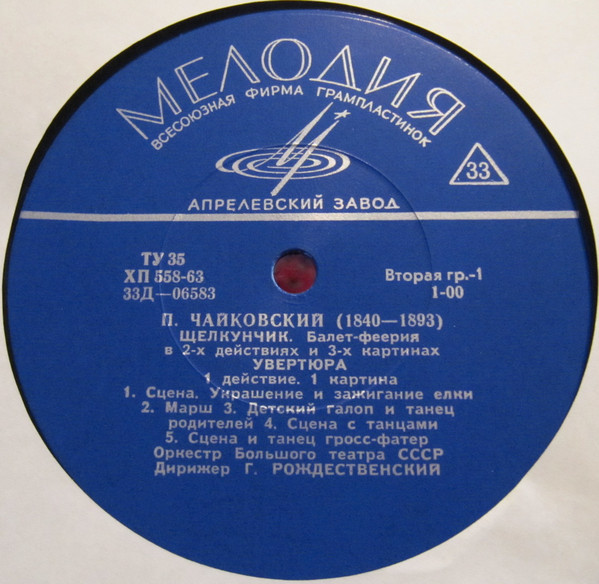 МЕЛОДИЯ
ВСЕСОЮЗНАЯ ФИРМА ГРАМПЛАСТИНОК
33
АПРЕЛЕВСКИЙ ЗАВОД
ТУ 35
ХП 558-63
33Д—06583
Вторая гр.-1
1-00
П. ЧАЙКОВСКИЙ (1840—1893)
ЩЕЛКУНЧИК. Балет-феерия
в 2-х действиях и 3-х картинах
УВЕРТЮРА
1 действие. 1 картина
1. Сцена. Украшение и зажигание елки
2. Марш 3. Детский галоп и танец
родителей 4. Сцена с танцами
5. Сцена и танец гросс-фатер
Оркестр Большого театра СССР
Дирижер Г. РОЖДЕСТВЕНСКИЙ